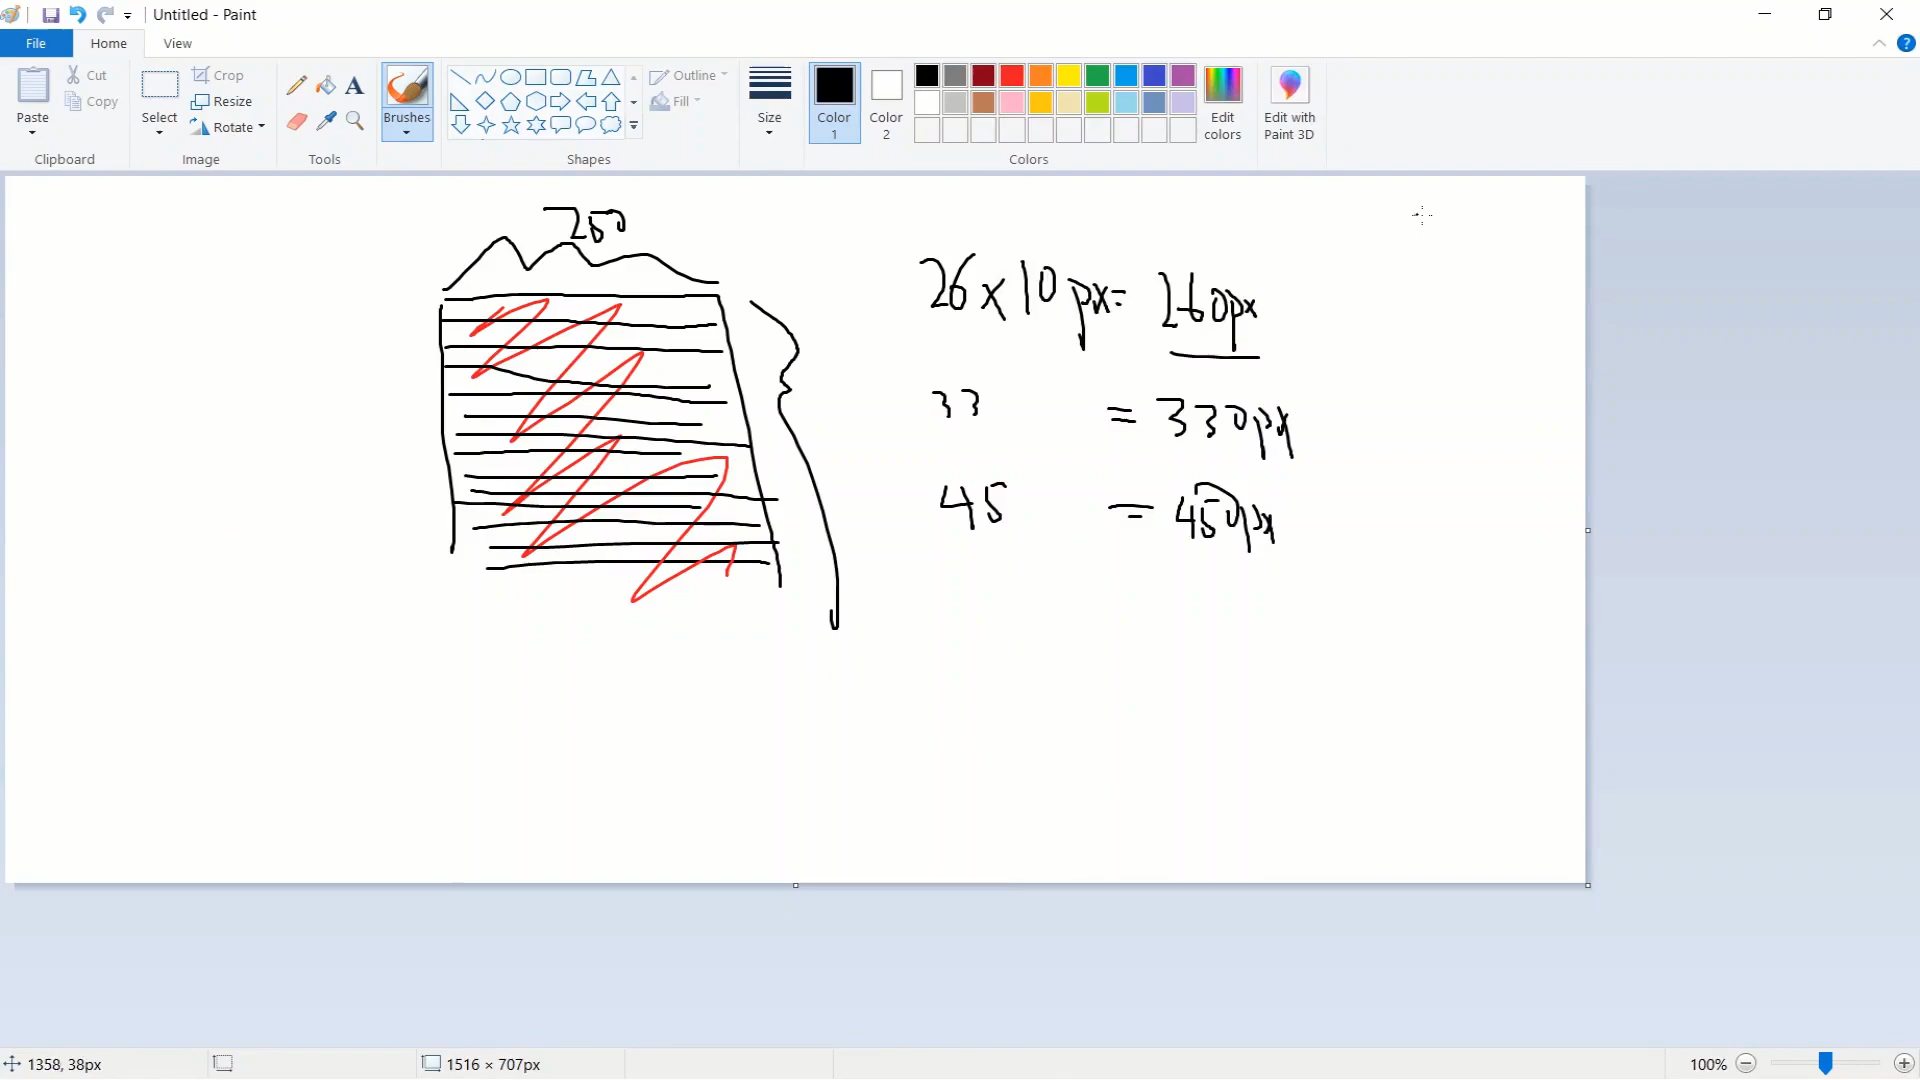 Untitled - Paint
File Home View
Paste
Cut
Copy
Clipboard
Select
Crop
Resize
Rotate
Image
Tools
Brushes
Shapes
Outline
Fill
Size
Color 1
Color 2
Edit colors
Colors
Edit with Paint 3D
250
26 x 10 px = 260px
33 = 330px
45 = 450px
1358, 38px
1516 × 707px
100%